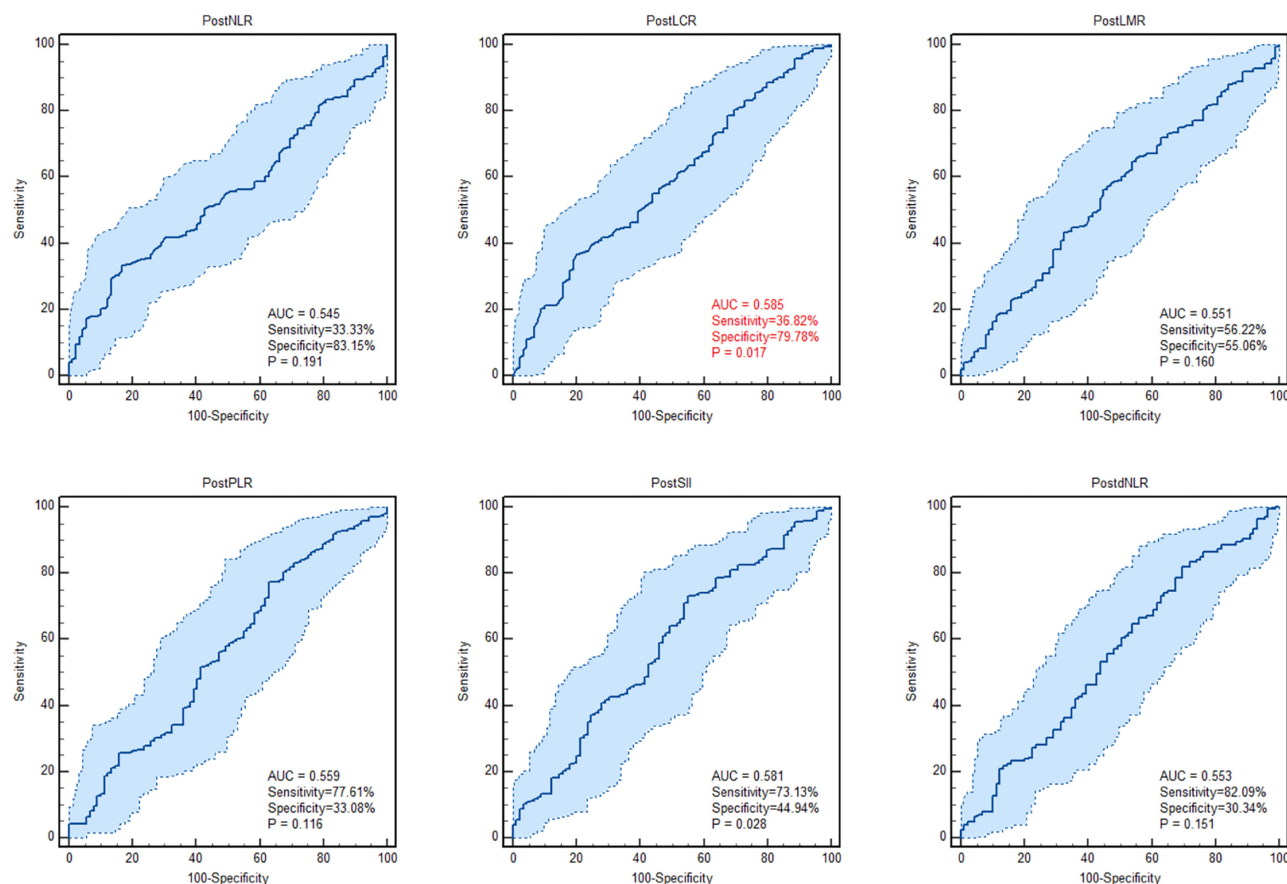 PostNLR
100
80
60
40
20
0
Sensitivity
AUC = 0.545
Sensitivity=33.33%
Specificity=83.15%
P = 0.191
0 20 40 60 80 100
100-Specificity
PostLCR
100
80
60
40
20
0
Sensitivity
AUC = 0.585
Sensitivity=36.82%
Specificity=79.78%
P = 0.017
0 20 40 60 80 100
100-Specificity
PostLMR
100
80
60
40
20
0
Sensitivity
AUC = 0.551
Sensitivity=56.22%
Specificity=55.06%
P = 0.160
0 20 40 60 80 100
100-Specificity
PostPLR
100
80
60
40
20
0
Sensitivity
AUC = 0.559
Sensitivity=77.61%
Specificity=33.08%
P = 0.116
0 20 40 60 80 100
100-Specificity
PostSII
100
80
60
40
20
0
Sensitivity
AUC = 0.581
Sensitivity=73.13%
Specificity=44.94%
P = 0.028
0 20 40 60 80 100
100-Specificity
PostdNLR
100
80
60
40
20
0
Sensitivity
AUC = 0.553
Sensitivity=82.09%
Specificity=30.34%
P = 0.151
0 20 40 60 80 100
100-Specificity